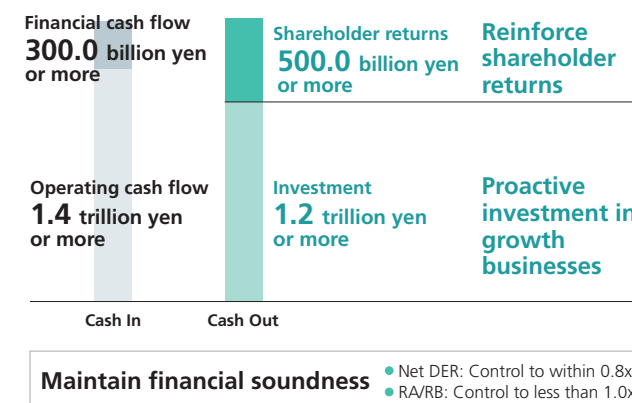 Financial cash flow
300.0 billion yen
or more
Shareholder returns
500.0 billion yen
or more
Reinforce
shareholder
returns
Operating cash flow
1.4 trillion yen
or more
Investment
1.2 trillion yen
or more
Proactive
investment in
growth
businesses
Cash In
Cash Out
Maintain financial soundness
● Net DER: Control to within 0.8x
● RA/RB: Control to less than 1.0x